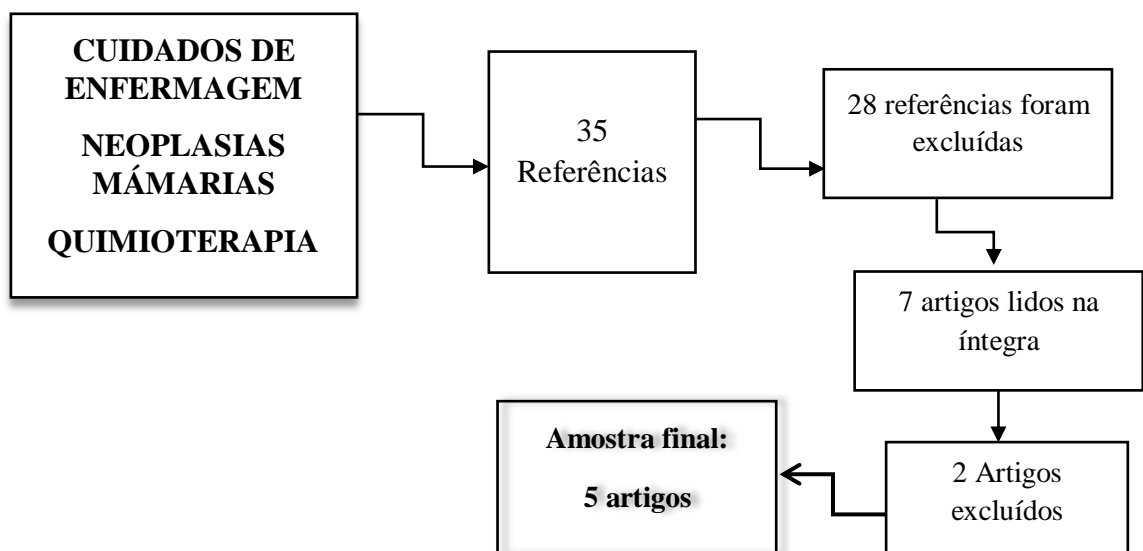 CUIDADOS DE
ENFERMAGEM
NEOPLASIAS
MÁMARIAS
QUIMIOTERAPIA
35
Referências
28 referências foram
excluídas
7 artigos lidos na
íntegra
2 Artigos
excluídos
Amostra final:
5 artigos